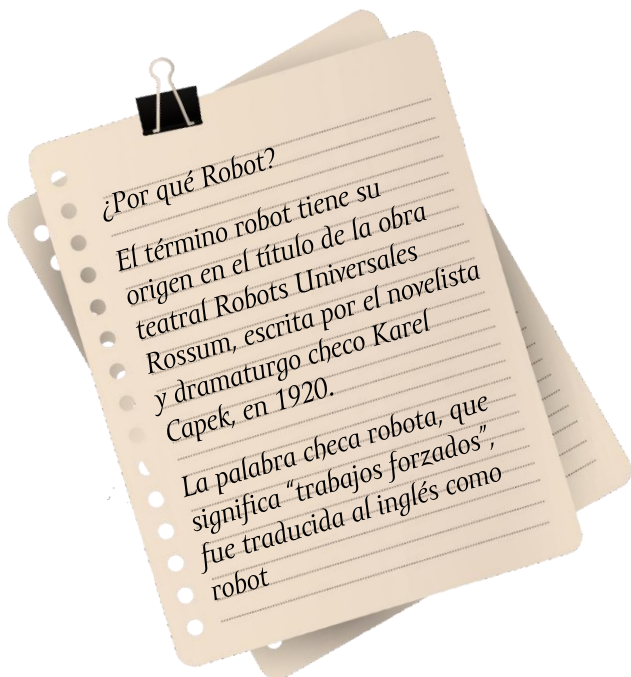 ¿Por qué Robot?
El término robot tiene su
origen en el título de la obra
teatral Robots Universales
Rossum, escrita por el novelista
y dramaturgo checo Karel
Capek, en 1920.
La palabra checa robota, que
significa “trabajos forzados”,
fue traducida al inglés como
robot